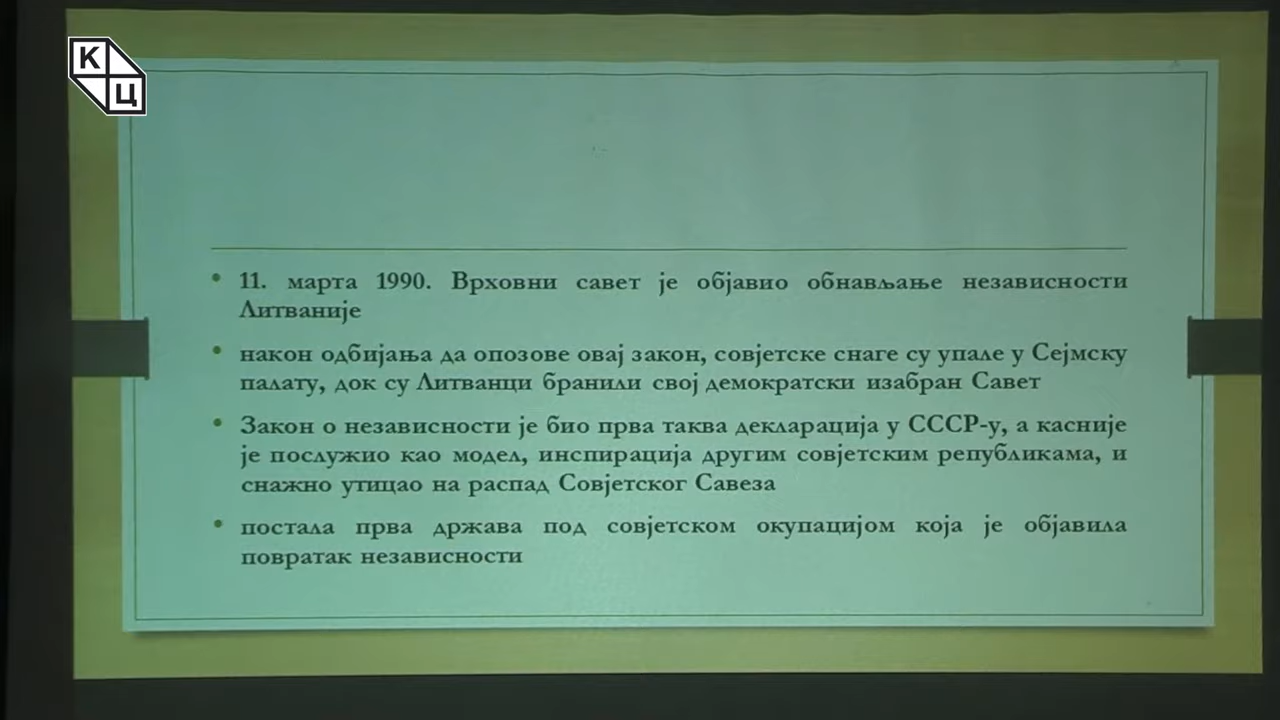 К
Ц
• 11. марта 1990. Врховни савет је објавио обнављање независности
Литваније
• након одбијања да опозове овај закон, совјетске снаге су упале у Сејмску
палату, док су Литванци бранили свој демократски изабран Савет
• Закон о независности је био прва таква декларација у СССР-у, а касније
је послужио као модел, инспирација другим совјетским републикама, и
снажно утицао на распад Совјетског Савеза
• постала прва држава под совјетском окупацијом која је објавила
повратак независности